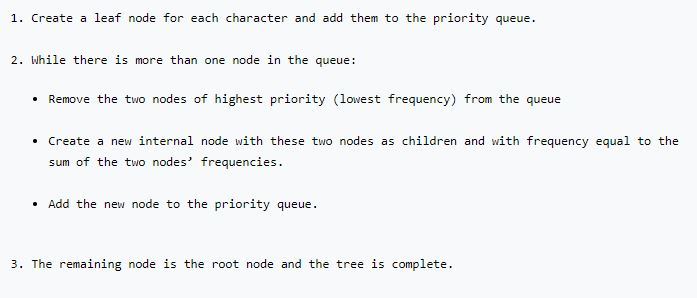 1. Create a leaf node for each character and add them to the priority queue.
2. While there is more than one node in the queue:
• Remove the two nodes of highest priority (lowest frequency) from the queue
• Create a new internal node with these two nodes as children and with frequency equal to the
sum of the two nodes’ frequencies.
• Add the new node to the priority queue.
3. The remaining node is the root node and the tree is complete.